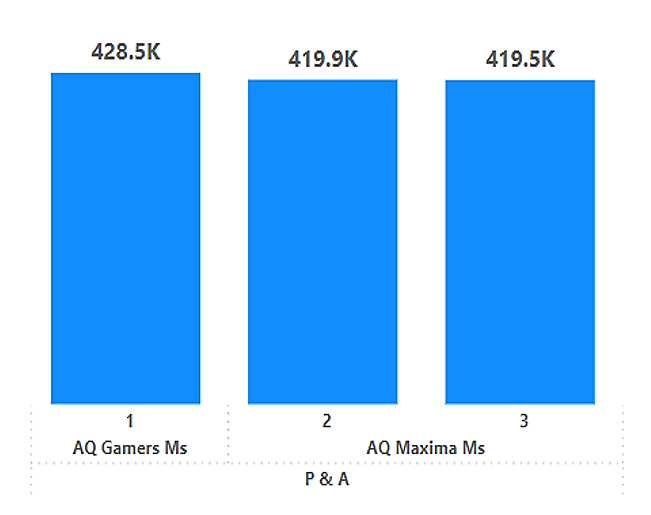 428.5K
419.9K
419.5K
1 2 3
AQ Gamers Ms AQ Maxima Ms
P & A